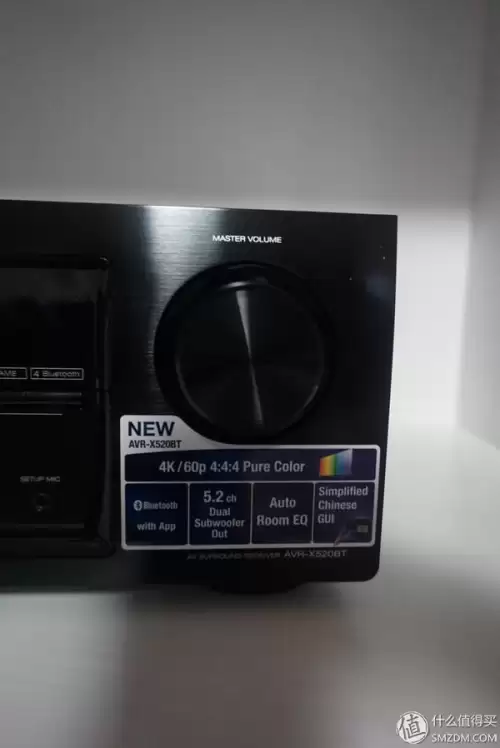 MASTER VOLUME
4 Bluetooth
SETUP MIC
NEW
AVR-X520BT
4K/60p 4:4:4 Pure Color
Bluetooth
with App
5.2 ch
Dual
Subwoofer
Out
Auto
Room EQ
Simplified
Chinese
GUI
AV SURROUND RECEIVER AVR-X520BT
值 什么值得买
SMZDM.COM